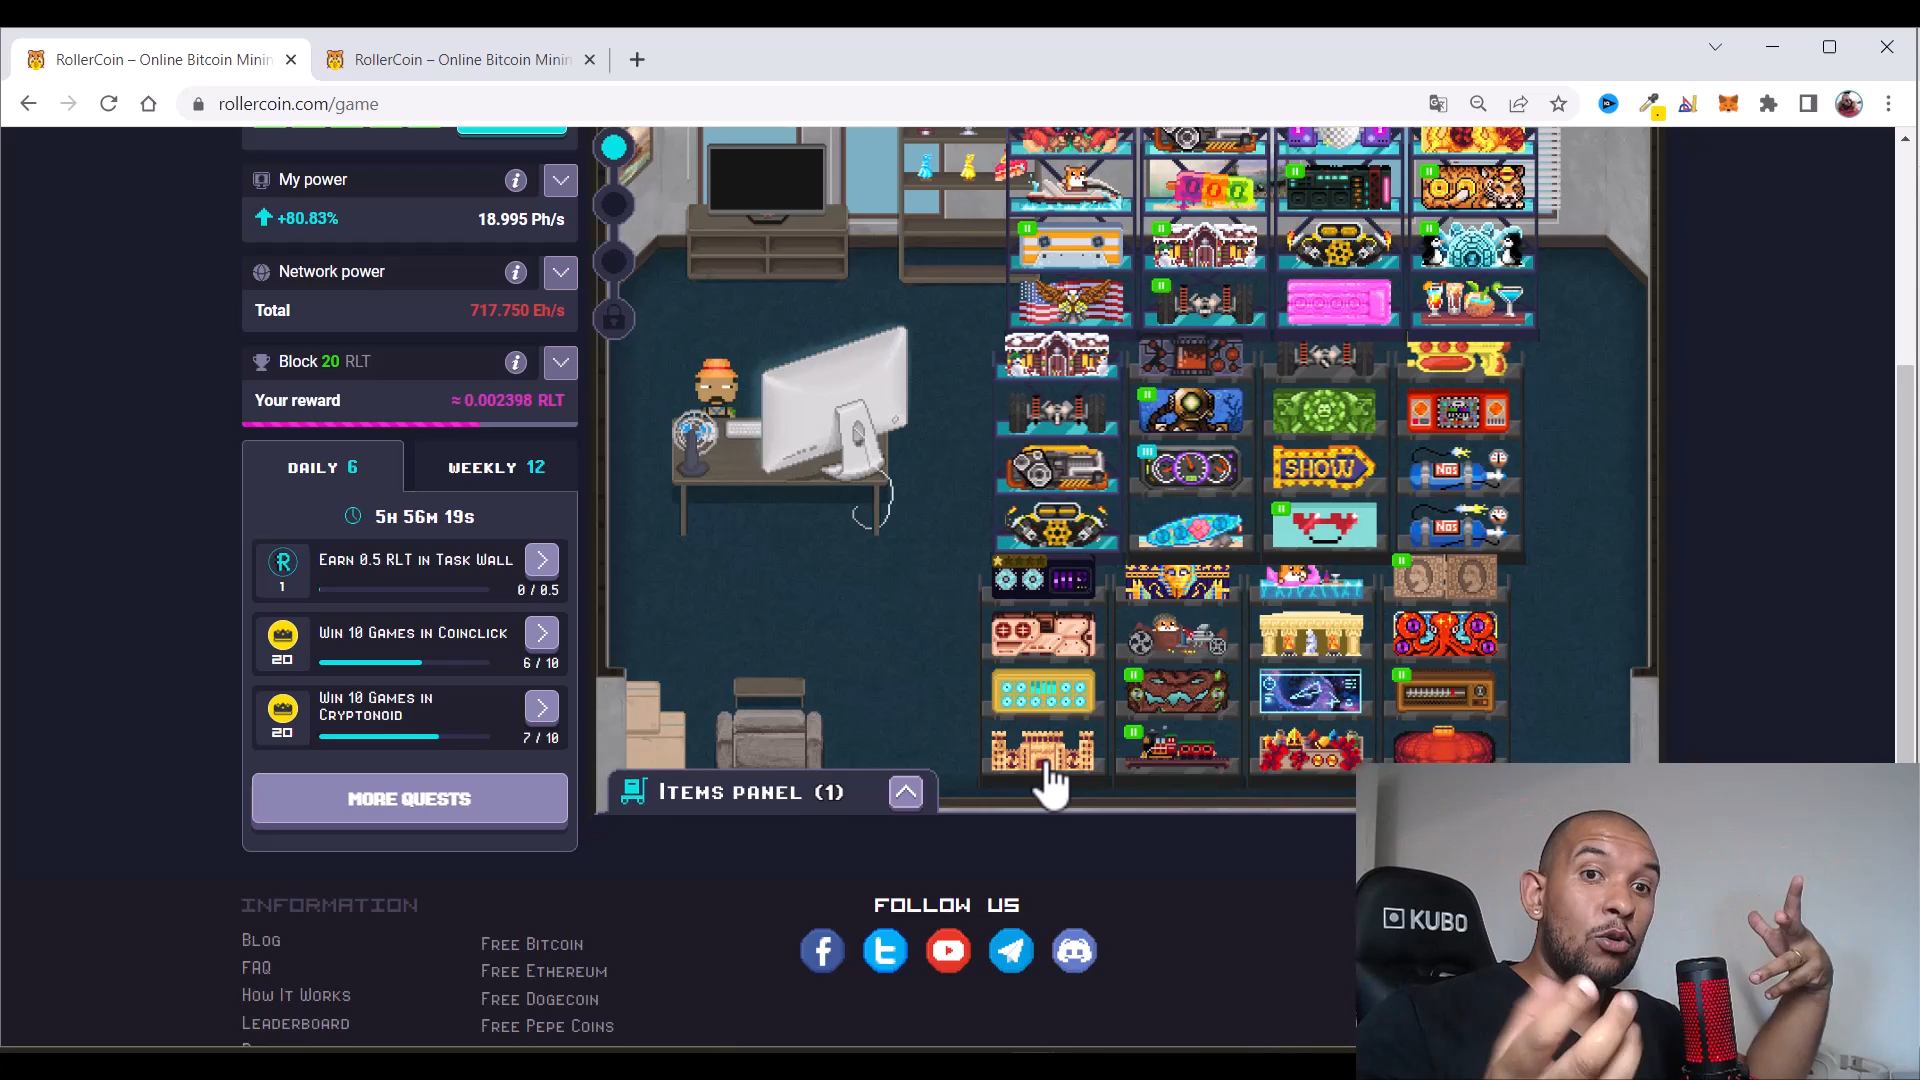 RollerCoin – Online Bitcoin Minin
RollerCoin – Online Bitcoin Minin
rollercoin.com/game
My power
+80.83%
18.995 Ph/s
Network power
Total
717.750 Eh/s
Block 20 RLT
Your reward
≈ 0.002398 RLT
DAILY 6
WEEKLY 12
5H 56M 19S
EARN 0.5 RLT IN TASK WALL
1
0 / 0.5
WIN 10 GAMES IN COINCLICK
20
6 / 10
WIN 10 GAMES IN
CRYPTONOID
20
7 / 10
MORE QUESTS
SHOW
NOS
NOS
ITEMS PANEL (1)
INFORMATION
BLOG
FAQ
HOW IT WORKS
LEADERBOARD
FREE BITCOIN
FREE ETHEREUM
FREE DOGECOIN
FREE PEPE COINS
FOLLOW US
KUBO